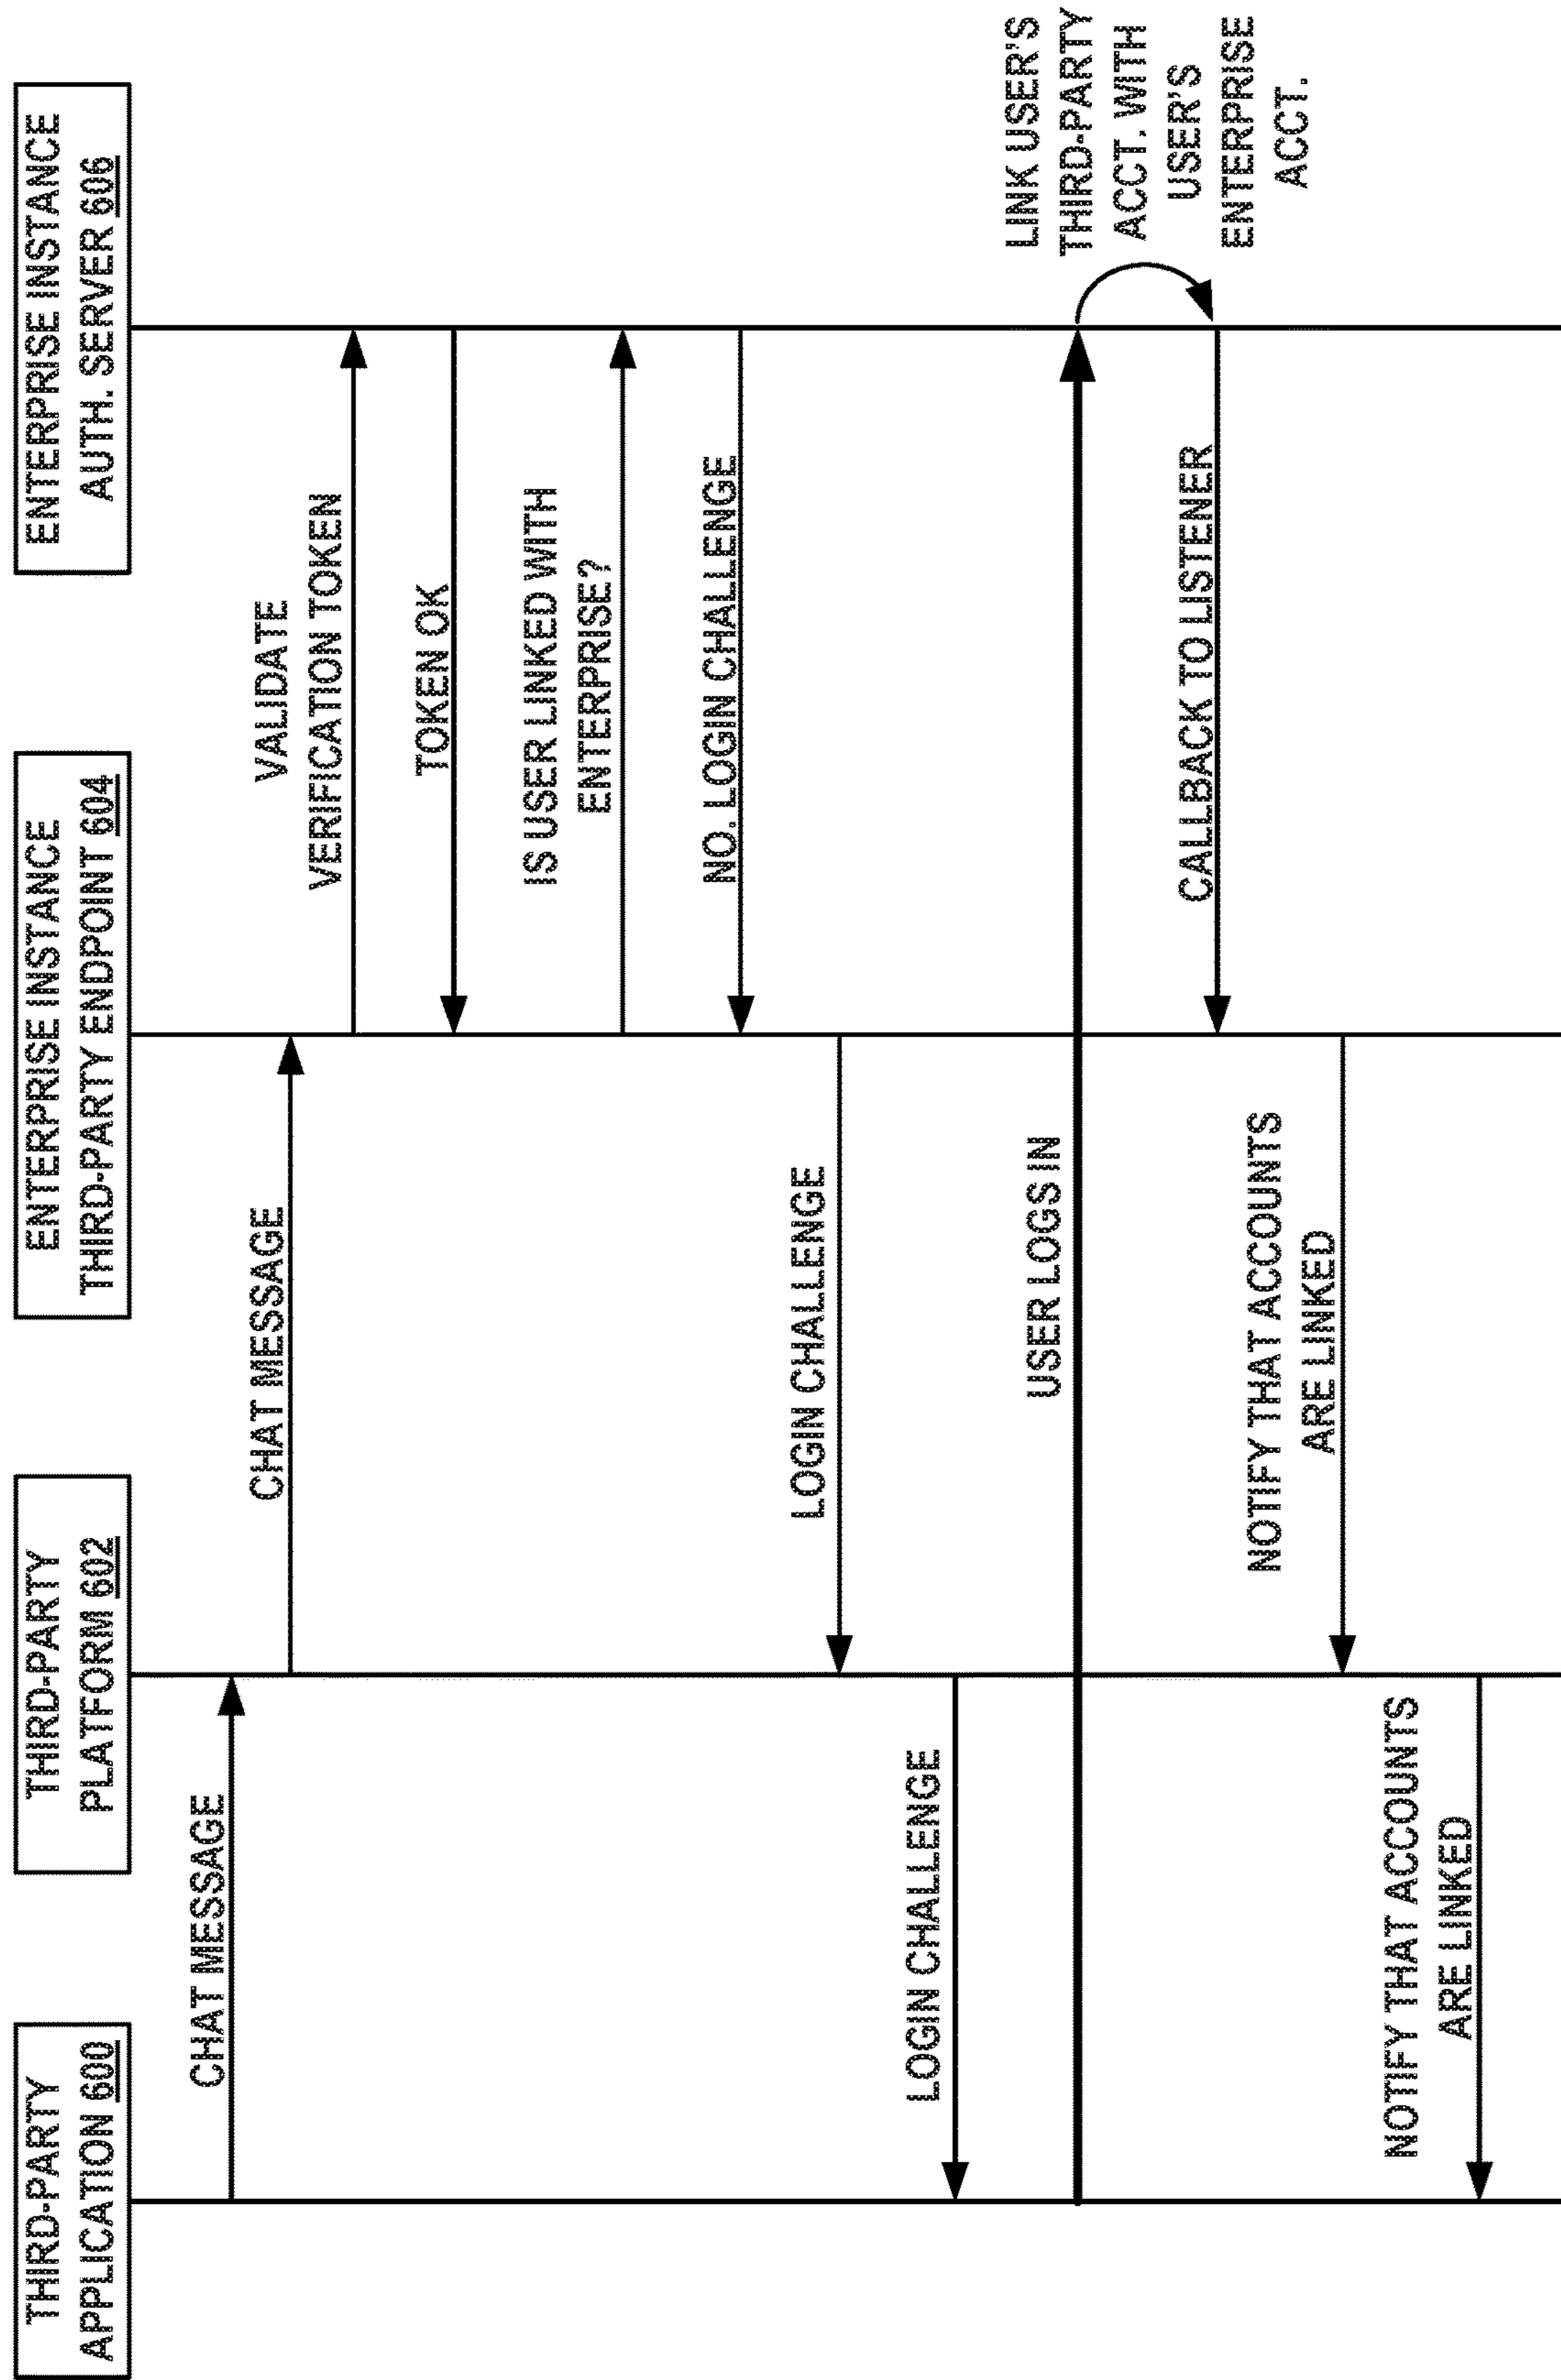 THIRD-PARTY
APPLICATION 600
THIRD-PARTY
PLATFORM 602
ENTERPRISE INSTANCE
THIRD-PARTY ENDPOINT 604
ENTERPRISE INSTANCE
AUTH. SERVER 606
CHAT MESSAGE
CHAT MESSAGE
VALIDATE
VERIFICATION TOKEN
TOKEN OK
IS USER LINKED WITH
ENTERPRISE?
NO. LOGIN CHALLENGE
LOGIN CHALLENGE
LOGIN CHALLENGE
USER LOGS IN
LINK USER'S
THIRD-PARTY
ACCT. WITH
USER'S
ENTERPRISE
ACCT.
CALLBACK TO LISTENER
NOTIFY THAT ACCOUNTS
ARE LINKED
NOTIFY THAT ACCOUNTS
ARE LINKED